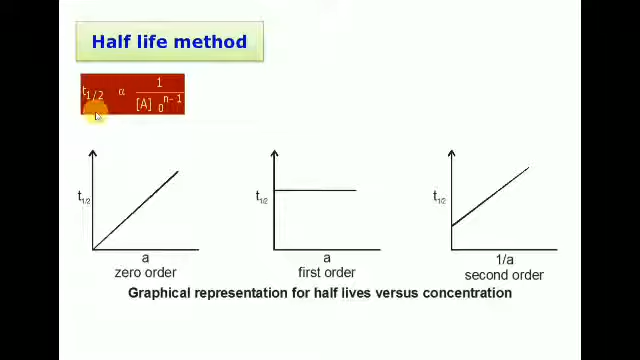 Half life method
t1/2 α 1
[A] 0 n-1
t1/2 t1/2 t1/2
a a 1/a
zero order first order second order
Graphical representation for half lives versus concentration